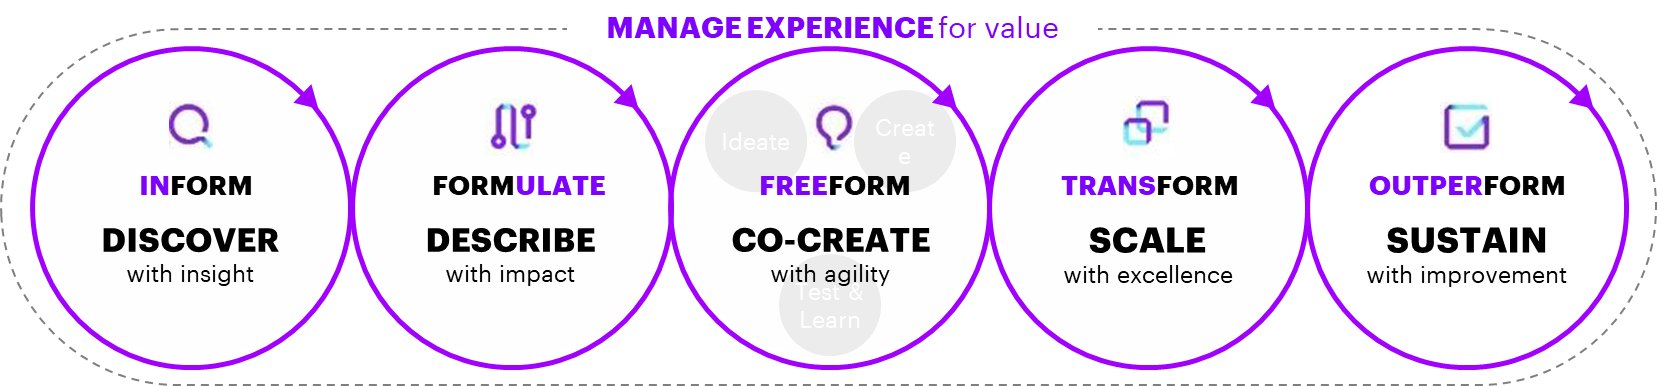 MANAGE EXPERIENCE for value
INFORM
DISCOVER
with insight
FORMULATE
DESCRIBE
with impact
Ideate
Creat
e
FREEFORM
CO-CREATE
with agility
Test &
Learn
TRANSFORM
SCALE
with excellence
OUTPERFORM
SUSTAIN
with improvement